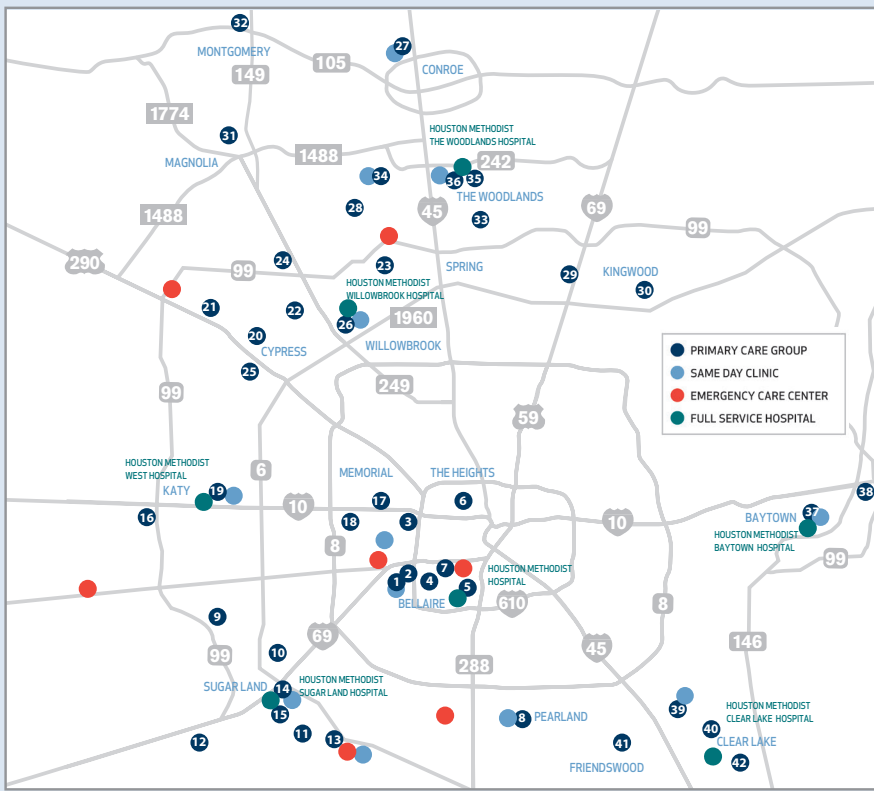 32
MONTGOMERY
149
105
27
CONROE
1774
31
MAGNOLIA
1488
HOUSTON METHODIST
THE WOODLANDS HOSPITAL
242
34
36
35
THE WOODLANDS
1488
28
45
33
69
99
290
99
24
23
SPRING
29
KINGWOOD
30
HOUSTON METHODIST
WILLOWBROOK HOSPITAL
21
22
26
1960
20
CYPRESS
WILLOWBROOK
25
249
99
59
PRIMARY CARE GROUP
SAME DAY CLINIC
EMERGENCY CARE CENTER
FULL SERVICE HOSPITAL
HOUSTON METHODIST
WEST HOSPITAL
KATY
19
16
6
10
MEMORIAL
THE HEIGHTS
17
6
18
3
8
10
38
37
BAYTOWN
HOUSTON METHODIST
BAYTOWN HOSPITAL
99
1
2
4
7
5
HOUSTON METHODIST
HOSPITAL
BELLAIRE
610
8
9
69
99
10
45
146
288
SUGAR LAND
14
HOUSTON METHODIST
SUGAR LAND HOSPITAL
15
11
12
13
8
PEARLAND
39
HOUSTON METHODIST
CLEAR LAKE HOSPITAL
40
CLEAR LAKE
41
42
FRIENDSWOOD